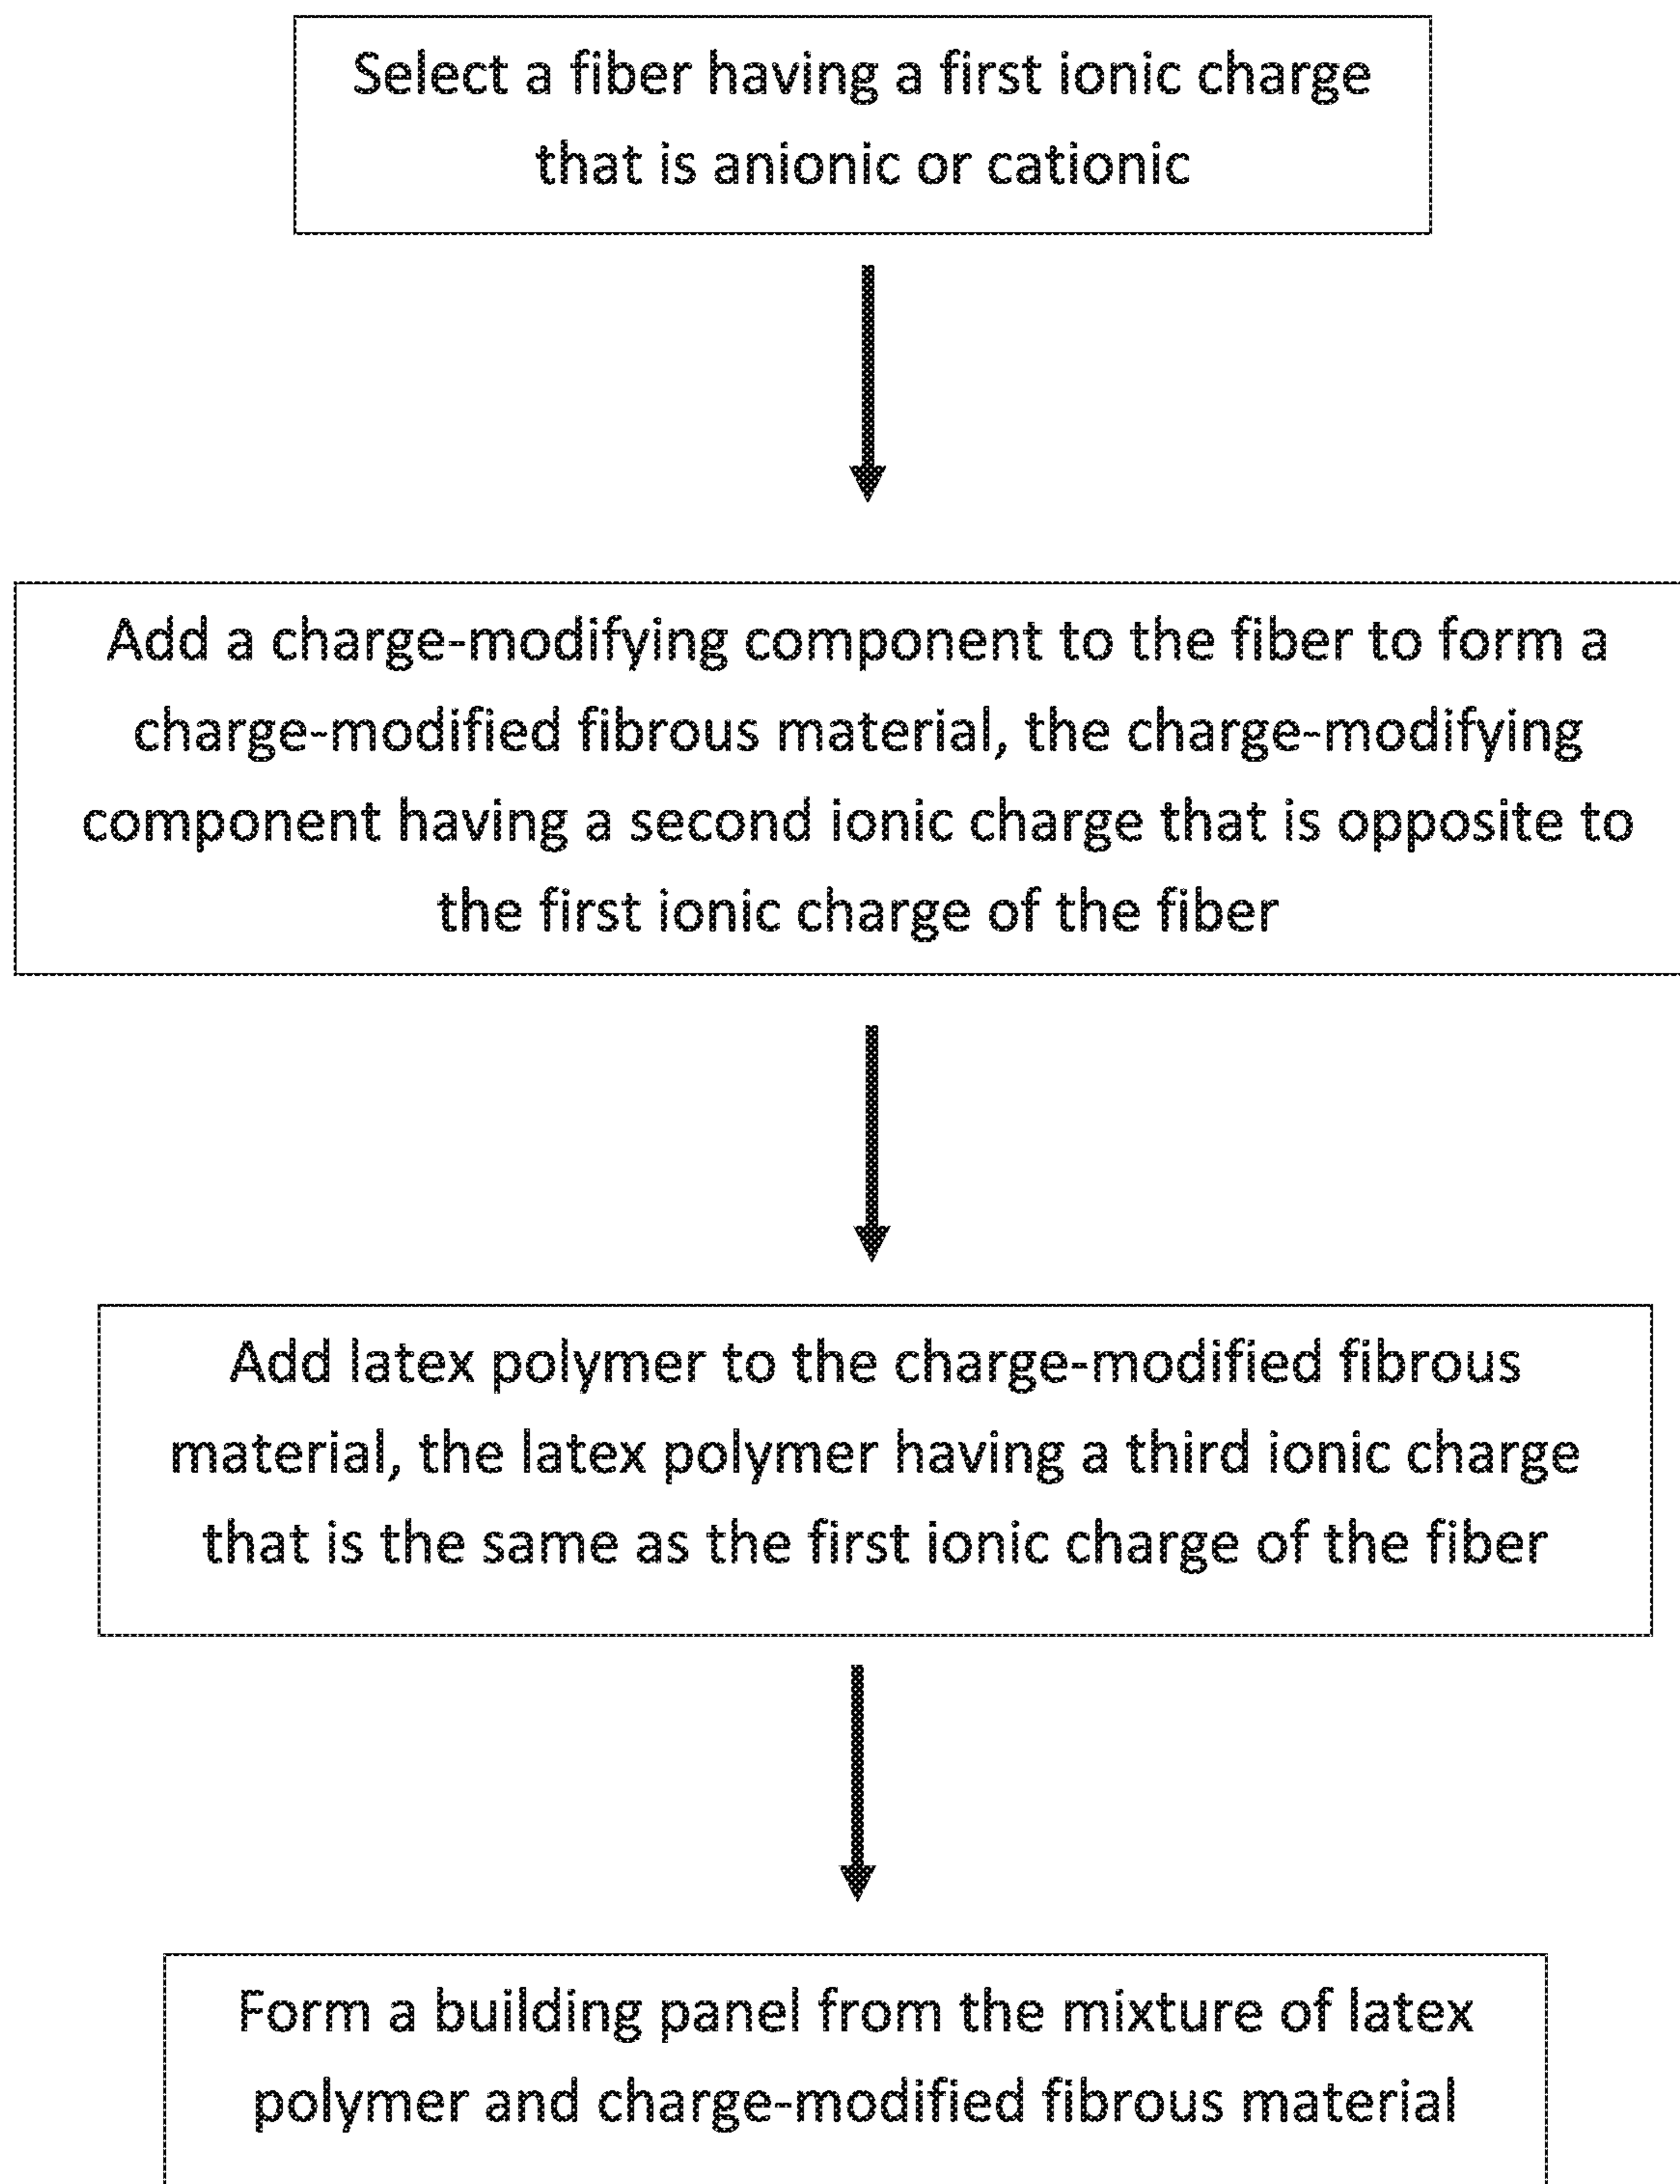 Select a fiber having a first ionic charge
that is anionic or cationic
Add a charge-modifying component to the fiber to form a
charge-modified fibrous material, the charge-modifying
component having a second ionic charge that is opposite to
the first ionic charge of the fiber
Add latex polymer to the charge-modified fibrous
material, the latex polymer having a third ionic charge
that is the same as the first ionic charge of the fiber
Form a building panel from the mixture of latex
polymer and charge-modified fibrous material